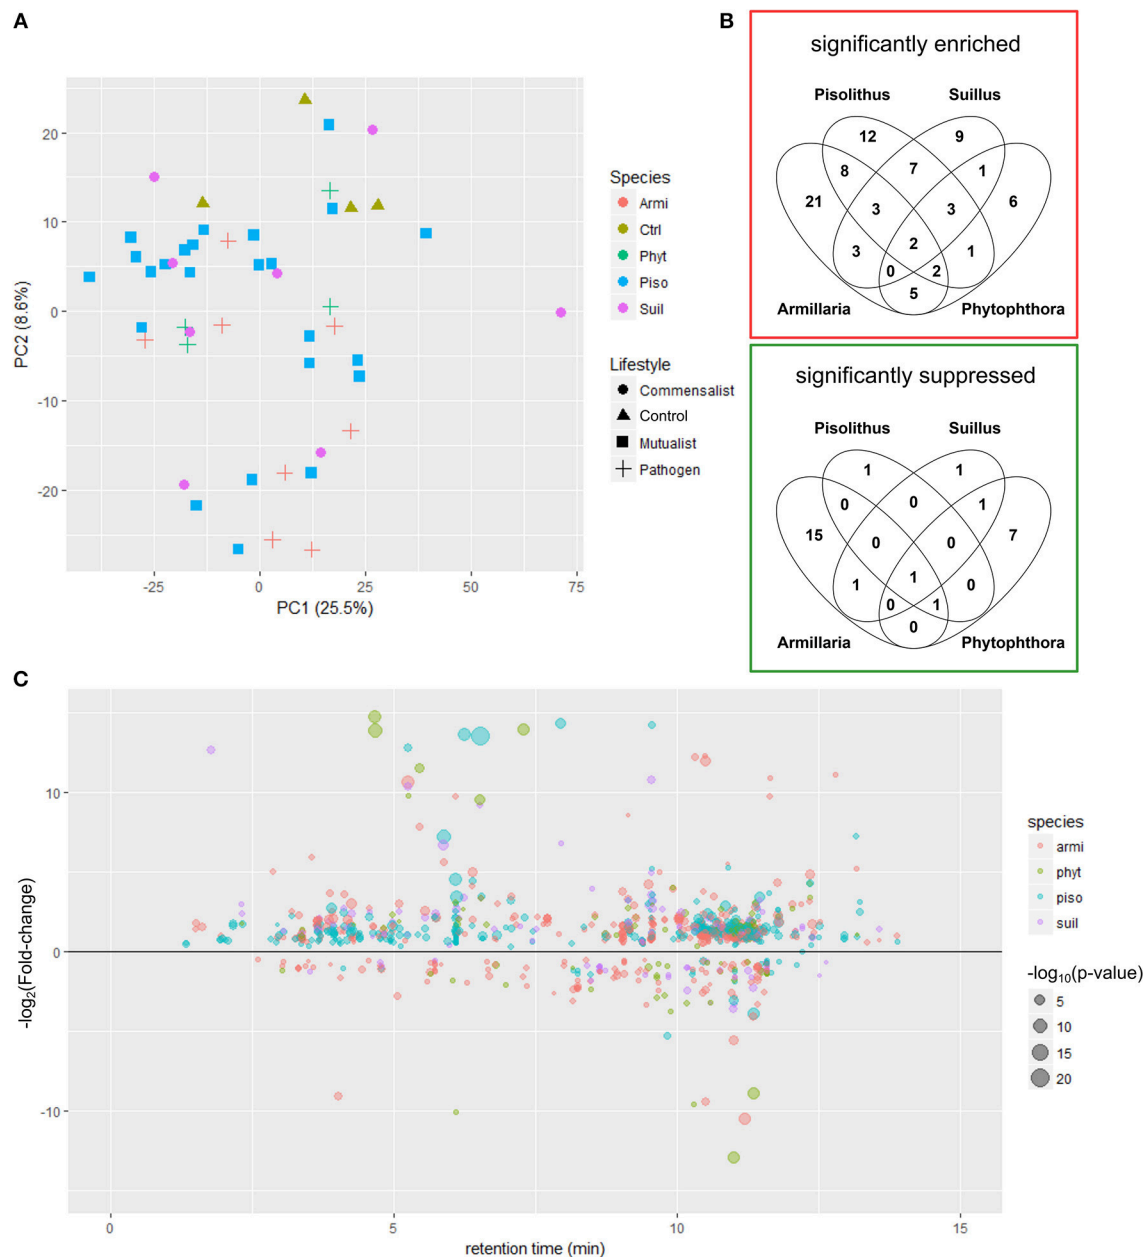 A
B
significantly enriched
Pisolithus Suillus
12 9
8 7 1
21 3 3 6
3 2 1
0 2
5
Armillaria Phytophthora
significantly suppressed
Pisolithus Suillus
1 1
0 0 1
15 0 0 7
1 1 0
0 1
0
Armillaria Phytophthora
20
10
0
-10
-20
PC2 (8.6%)
-25 0 25 50 75
PC1 (25.5%)
Species
Armi
Ctrl
Phyt
Piso
Suil
Lifestyle
Commensalist
Control
Mutualist
Pathogen
C
10
0
-10
-log2(Fold-change)
0 5 10 15
retention time (min)
species
armi
phyt
piso
suil
-log10(p-value)
5
10
15
20